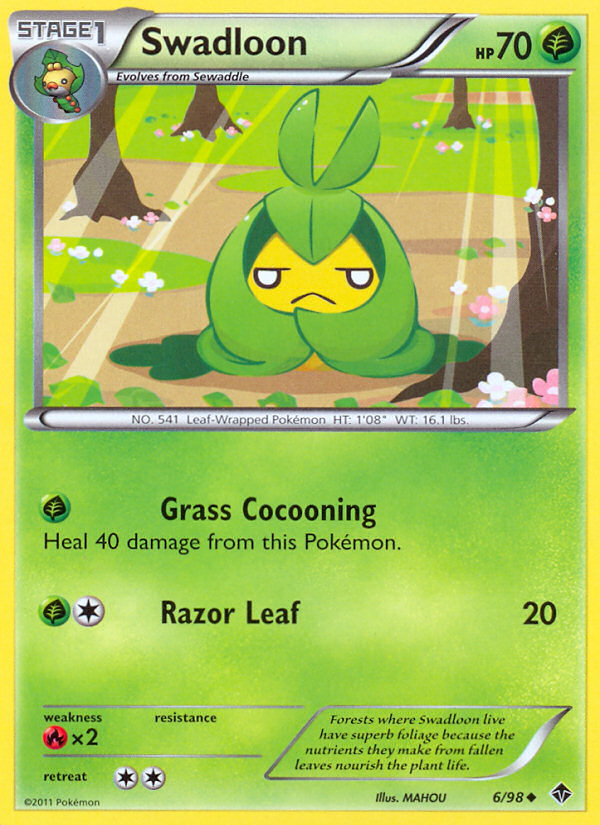 STAGE1
Swadloon
HP70
Evolves from Sewaddle
NO. 541 Leaf-Wrapped Pokémon HT: 1'08" WT: 16.1 lbs.
Grass Cocooning
Heal 40 damage from this Pokémon.
Razor Leaf 20
weakness resistance
×2
retreat
Forests where Swadloon live
have superb foliage because the
nutrients they make from fallen
leaves nourish the plant life.
©2011 Pokémon
Illus. MAHOU
6/98